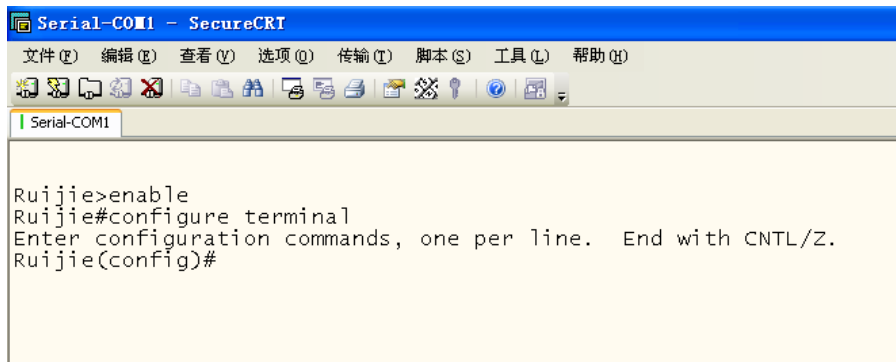 Serial-COM1 - SecureCRT
文件(F) 编辑(E) 查看(V) 选项(O) 传输(T) 脚本(S) 工具(L) 帮助(H)
Serial-COM1
Ruijie>enable
Ruijie#configure terminal
Enter configuration commands, one per line.  End with CNTL/Z.
Ruijie(config)#